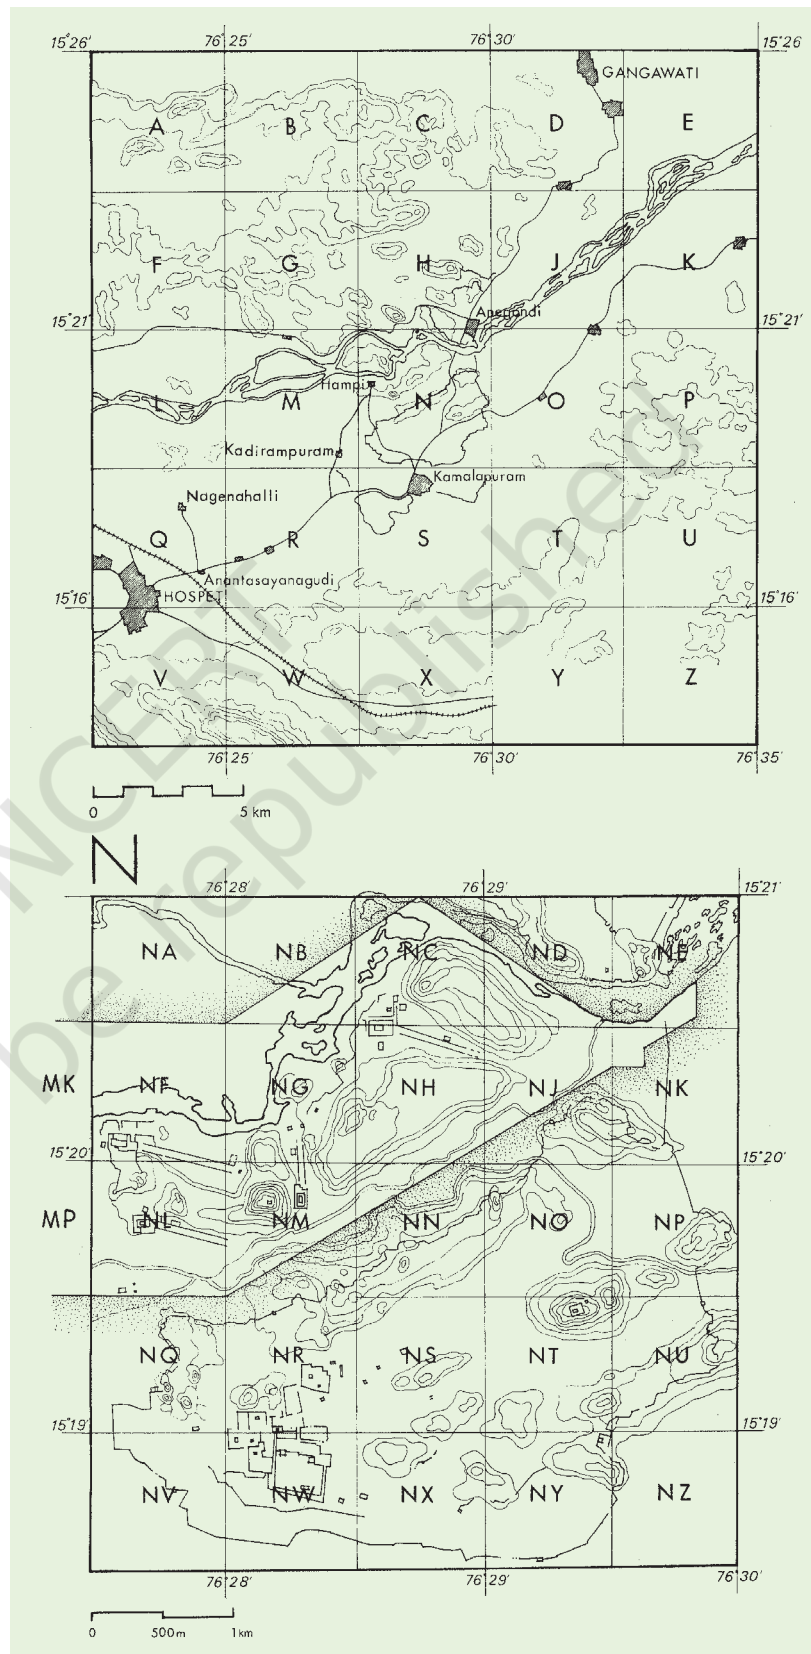 15°26' 76°25' 76°30' 15°26
GANGAWATI
A B C D E
F G H J K
Anegondi
15°21' 15°21'
Hampi
L M N O P
Kadirampuram
Kamalapuram
Nagenahalli
Q R S T U
Anantasayanagudi
HOSPET
15°16' 15°16'
V W X Y Z
76°25' 76°30' 76°35'
0 5 km
N
76°28' 76°29' 15°21'
NA NB NC ND NE
MK NF NG NH NJ NK
15°20' 15°20'
MP NL NM NN NO NP
NQ NR NS NT NU
15°19' 15°19'
NV NW NX NY NZ
76°28' 76°29' 76°30'
0 500m 1km
NCERT
be republished